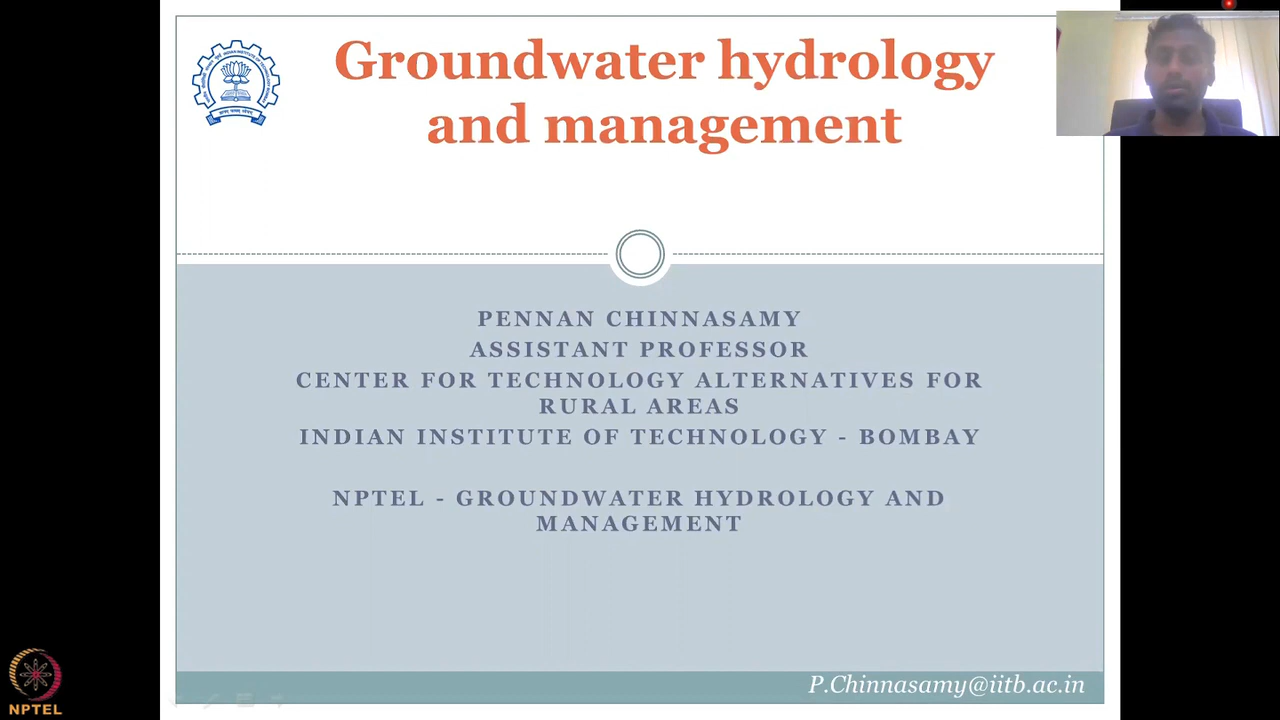 Groundwater hydrology
and management
PENNAN CHINNASAMY
ASSISTANT PROFESSOR
CENTER FOR TECHNOLOGY ALTERNATIVES FOR
RURAL AREAS
INDIAN INSTITUTE OF TECHNOLOGY - BOMBAY
NPTEL - GROUNDWATER HYDROLOGY AND
MANAGEMENT
P.Chinnasamy@iitb.ac.in
NPTEL